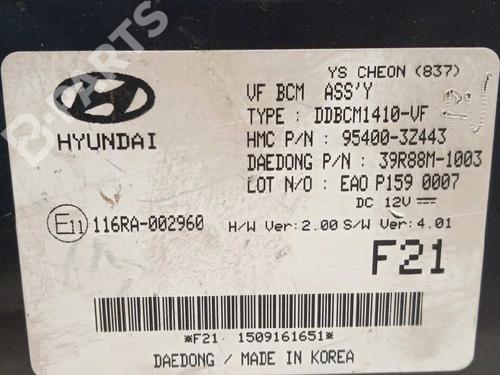 YS CHEON (837)
VF BCM ASS'Y
TYPE : DDBCM1410-VF
HYUNDAI
HMC P/N : 95400-3Z443
DAEDONG P/N : 39R88M-1003
LOT N/O : EAO P159 0007
DC 12V
E11 116RA-002960
H/W Ver:2.00 S/W Ver:4.01
F21
*F21 1509161651*
DAEDONG / MADE IN KOREA
B-PARTS